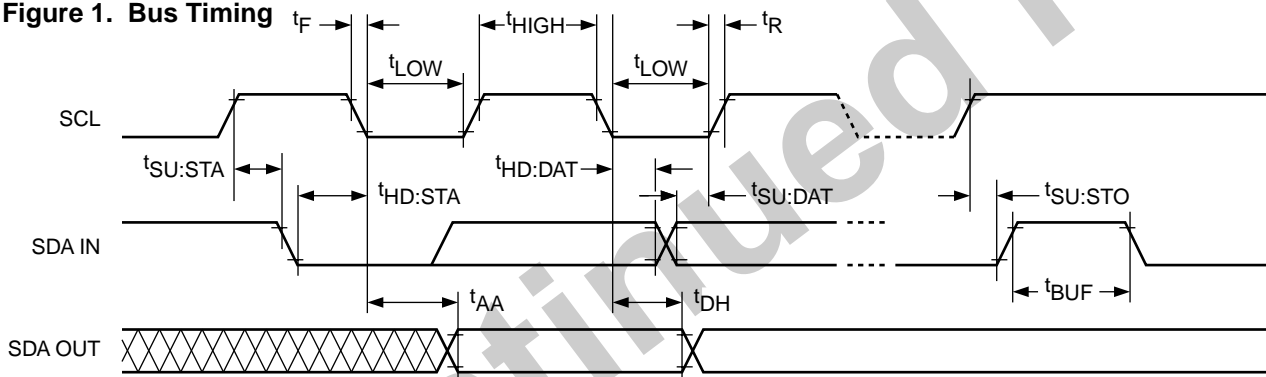 Figure 1. Bus Timing
tF
tHIGH
tR
tLOW
tLOW
SCL
tSU:STA
tHD:STA
tHD:DAT
tSU:DAT
tSU:STO
SDA IN
tBUF
tAA
tDH
SDA OUT